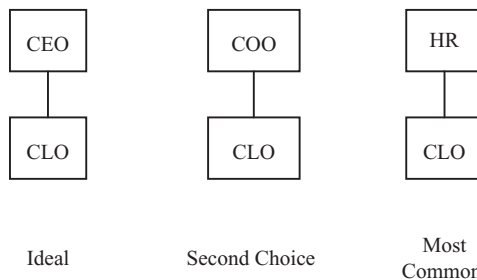 CEO
COO
HR
CLO
CLO
CLO
Ideal
Second Choice
Most
Common